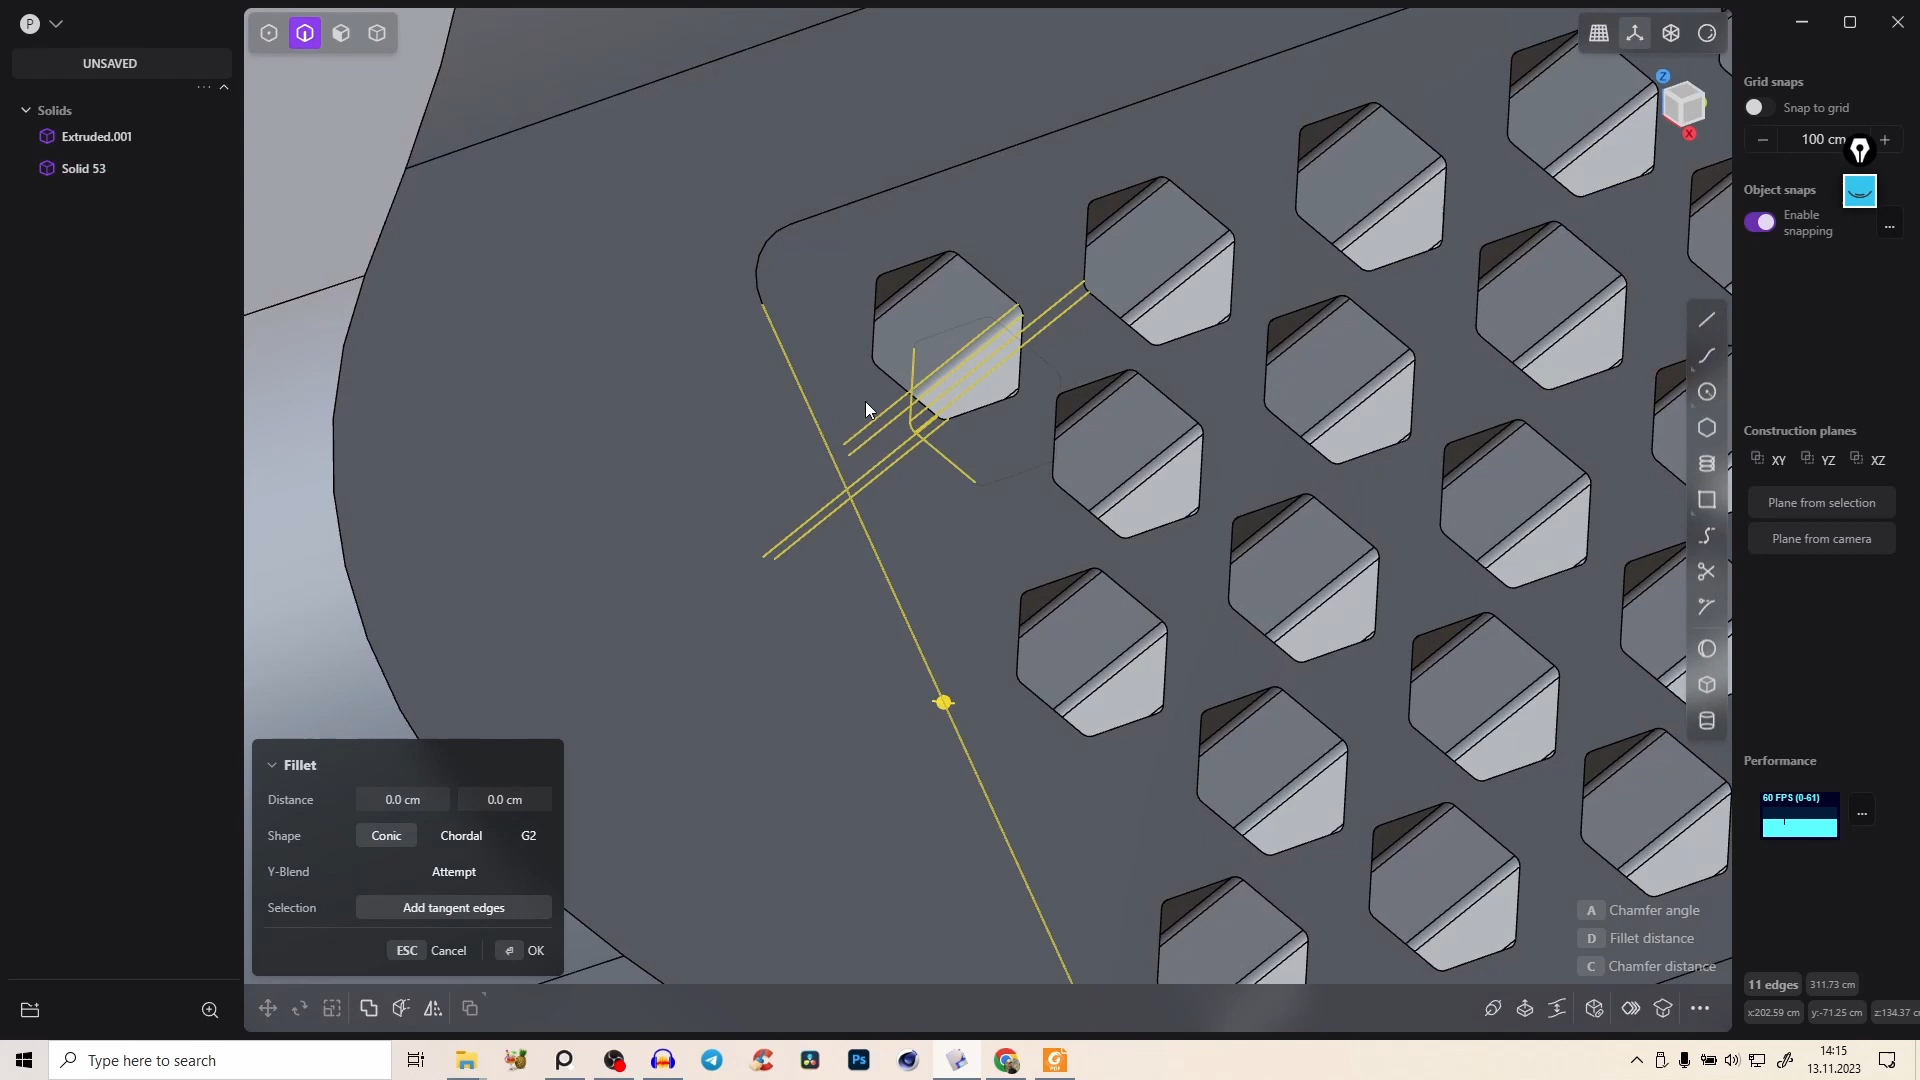 P
UNSAVED
Solids
Extruded.001
Solid 53
Z
X
Grid snaps
Snap to grid
100 cm
Object snaps
Enable
snapping
Construction planes
XY
YZ
XZ
Plane from selection
Plane from camera
Performance
60 FPS (0-61)
Fillet
Distance
0.0 cm
0.0 cm
Shape
Conic
Chordal
G2
Y-Blend
Attempt
Selection
Add tangent edges
ESC Cancel
OK
A Chamfer angle
D Fillet distance
C Chamfer distance
11 edges
311.73 cm
x:202.59 cm
y:-71.25 cm
z:134.37 cm
Type here to search
Ps
14:15
13.11.2023